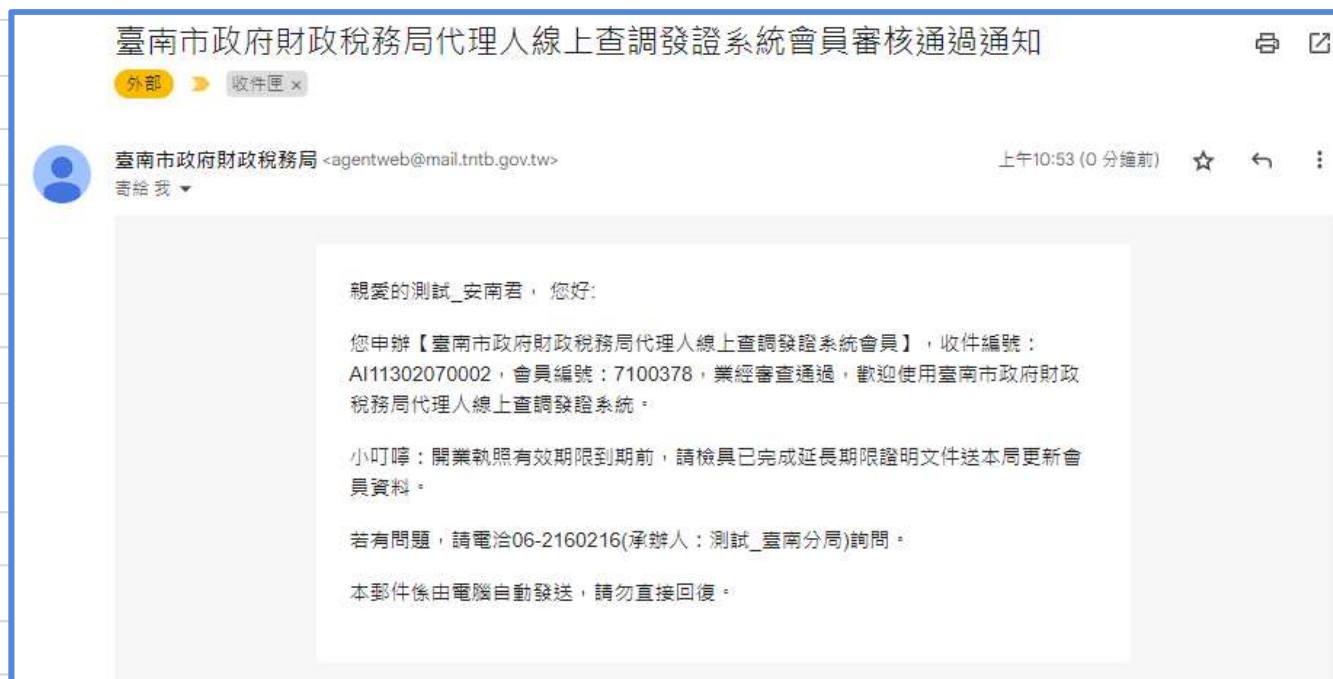 臺南市政府財政稅務局代理人線上查調發證系統會員審核通過通知
外部 收件匣 ×
臺南市政府財政稅務局 <agentweb@mail.tntb.gov.tw> 上午10:53 (0 分鐘前)
寄給 我
親愛的測試_安南君, 您好:
您申辦【臺南市政府財政稅務局代理人線上查調發證系統會員】,收件編號:
AI11302070002,會員編號:7100378,業經審查通過,歡迎使用臺南市政府財政
稅務局代理人線上查調發證系統。
小叮嚀:開業執照有效期限到期前,請檢具已完成延長期限證明文件送本局更新會
員資料。
若有問題,請電洽06-2160216(承辦人:測試_臺南分局)詢問。
本郵件係由電腦自動發送,請勿直接回復。